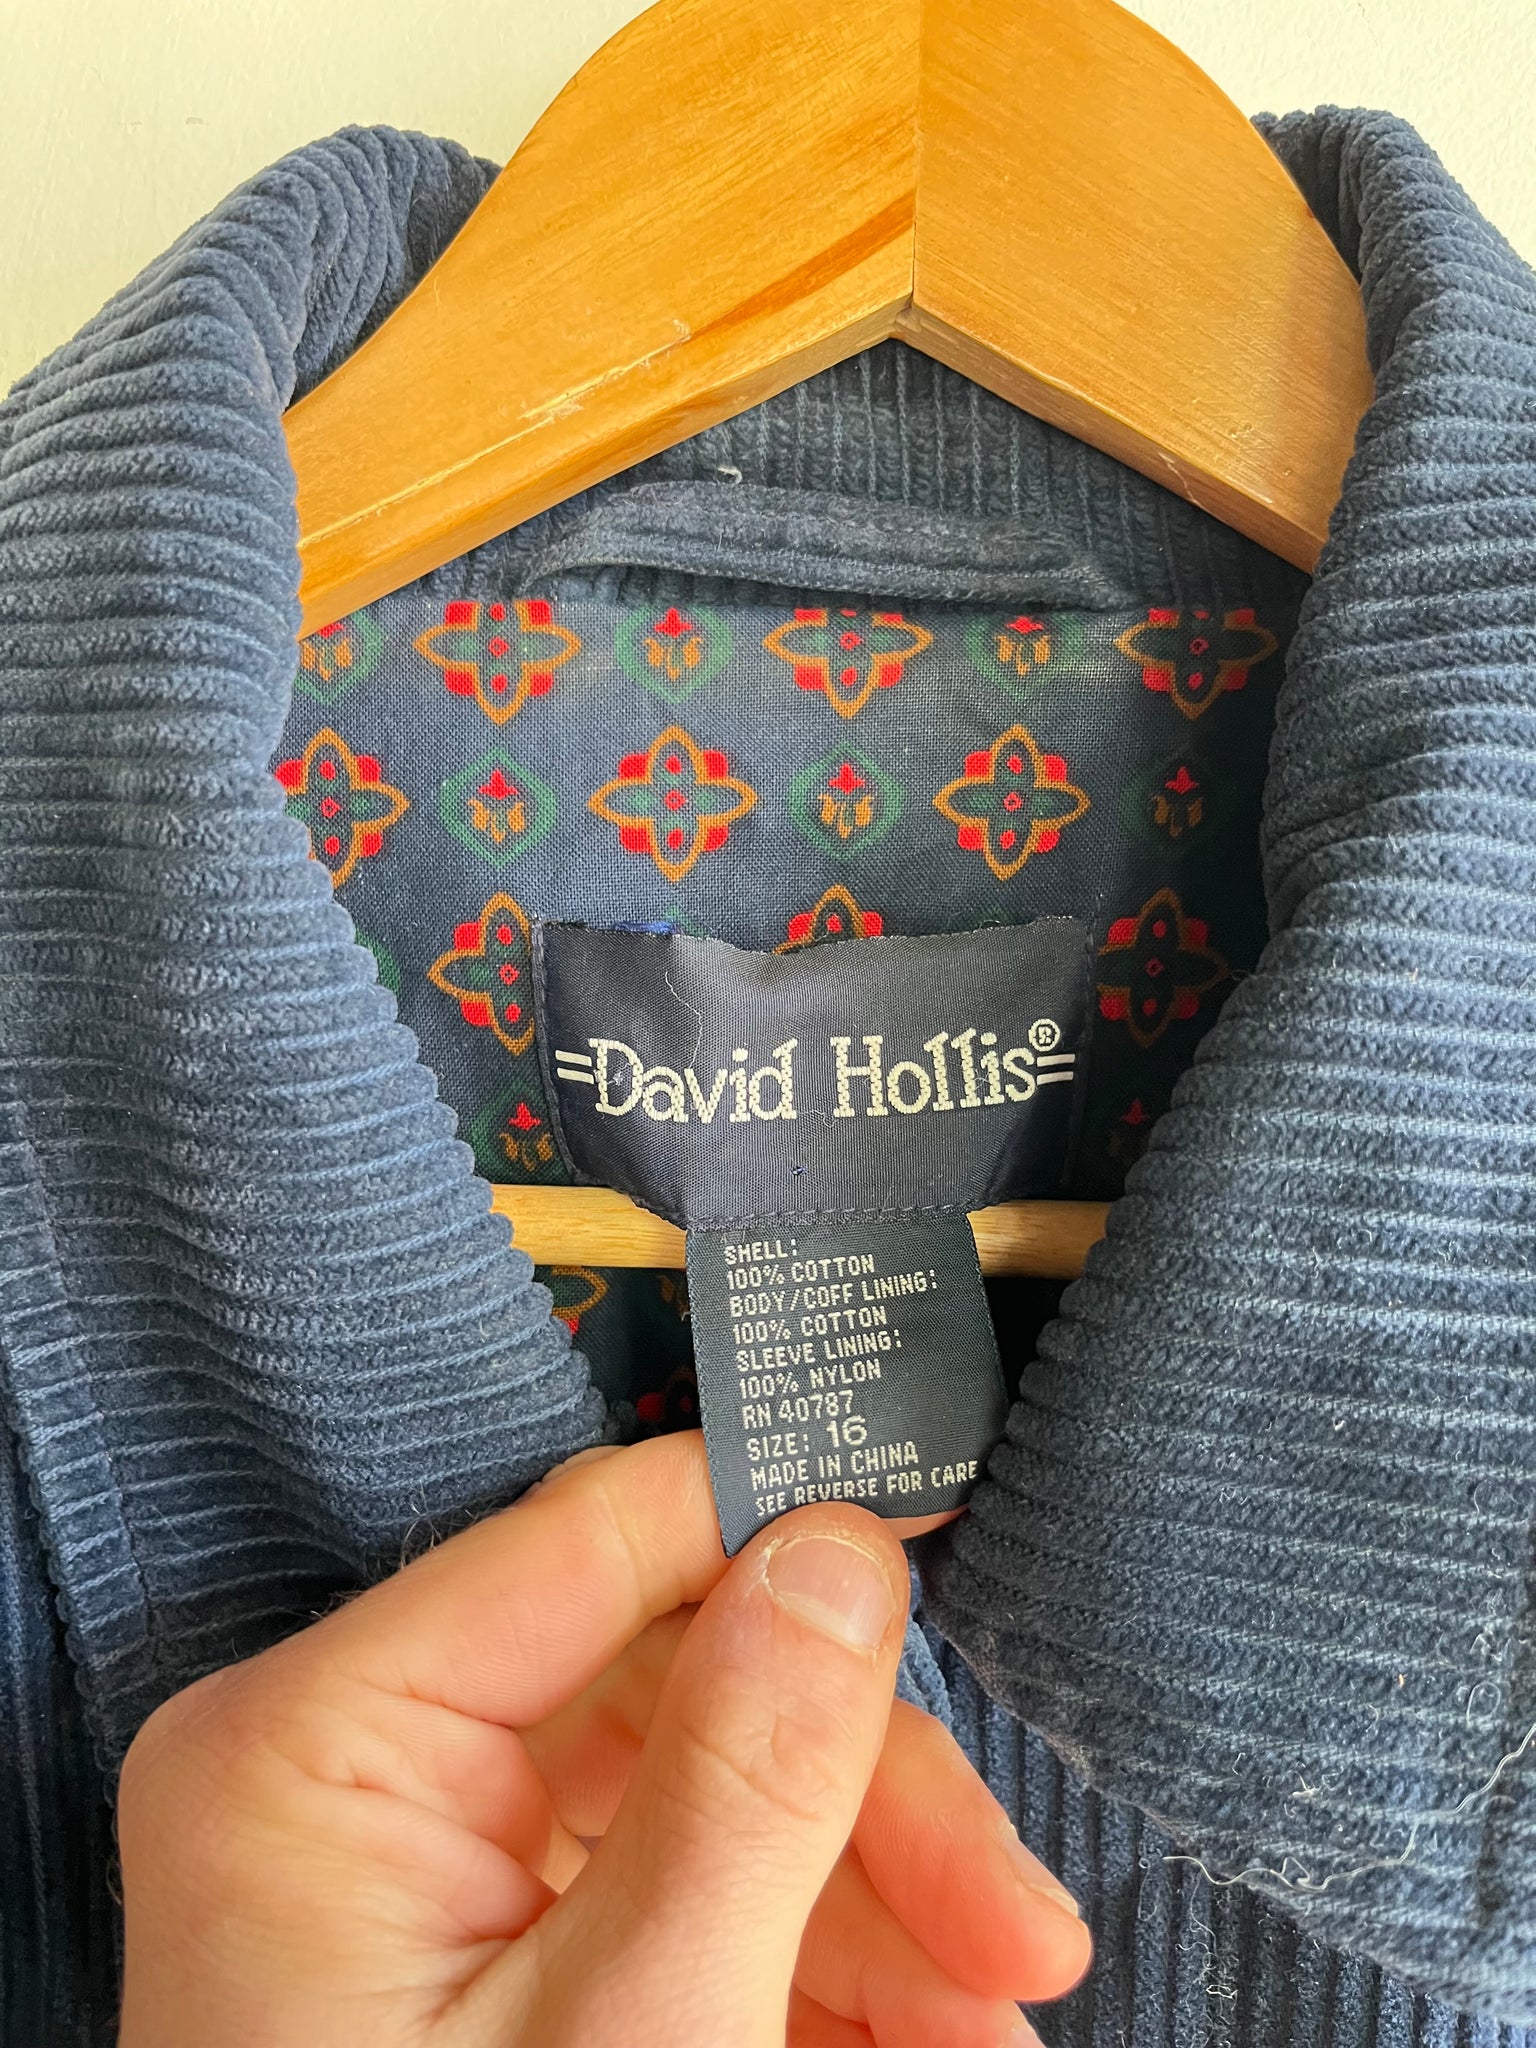 =David Hollis®=
SHELL:
100% COTTON
BODY/COFF LINING:
100% COTTON
SLEEVE LINING:
100% NYLON
RN 40787
SIZE: 16
MADE IN CHINA
SEE REVERSE FOR CARE